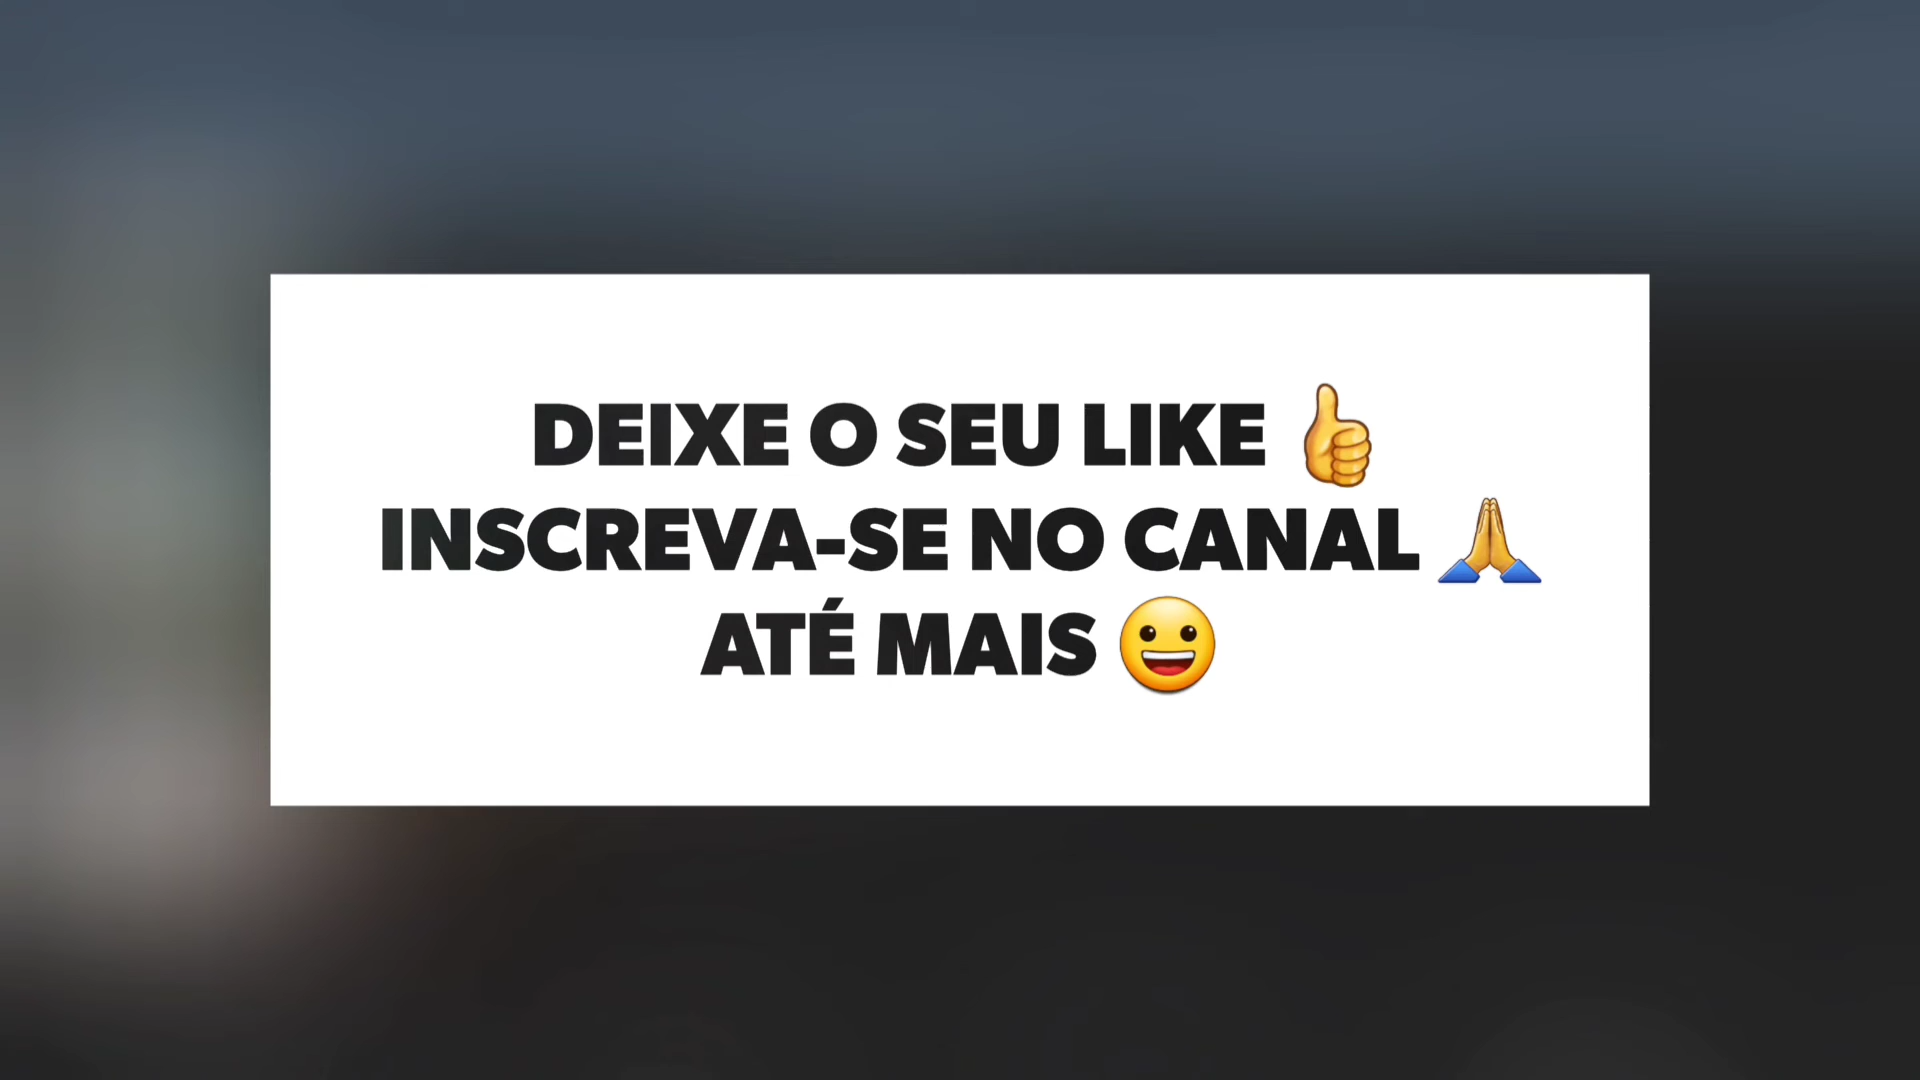 DEIXE O SEU LIKE 👍
INSCREVA-SE NO CANAL 🙏
ATÉ MAIS 😀